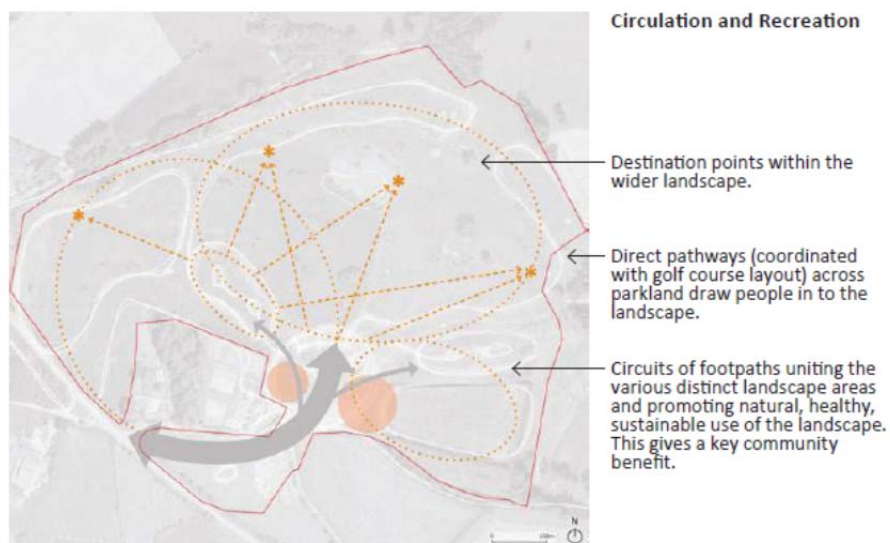 Circulation and Recreation
Destination points within the
wider landscape.
Direct pathways (coordinated
with golf course layout) across
parkland draw people in to the
landscape.
Circuits of footpaths uniting the
various distinct landscape areas
and promoting natural, healthy,
sustainable use of the landscape.
This gives a key community
benefit.
N
0